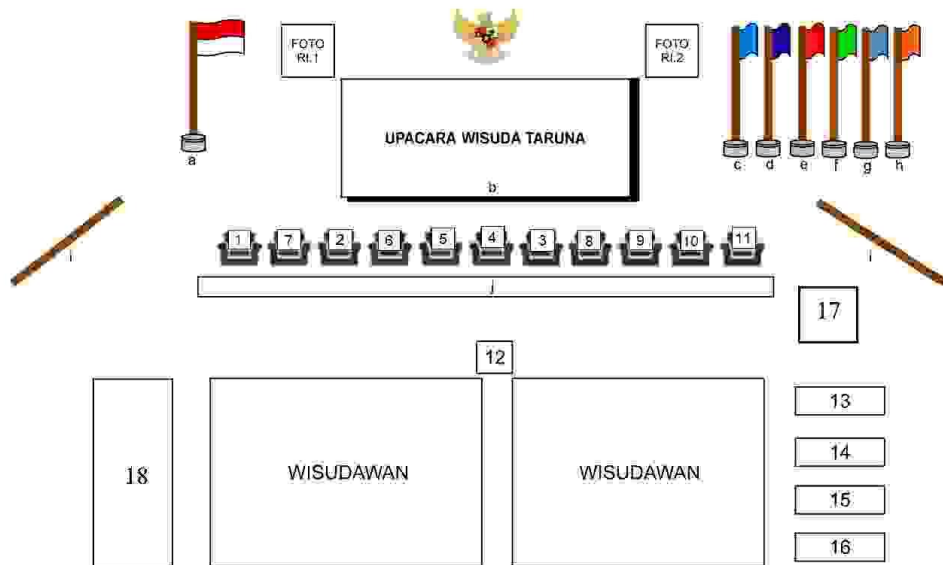 FOTO
RI.1
FOTO
RI.2
UPACARA WISUDA TARUNA
a
b
c d e f g h
i
i
1 7 2 6 5 4 3 8 9 10 11
j
17
12
13
14
15
16
18
WISUDAWAN
WISUDAWAN